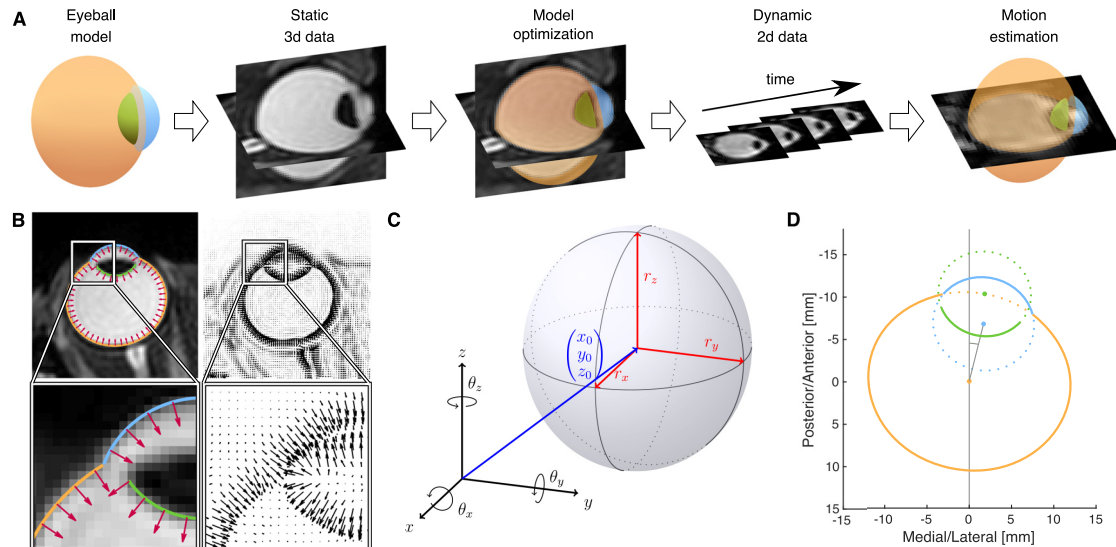 A
Eyeball
model
Static
3d data
Model
optimization
Dynamic
2d data
time
Motion
estimation
B
C
z
θz
x
θx
θy
y
x0
y0
z0
rz
ry
rx
D
Posterior/Anterior [mm]
-15
-10
-5
0
5
10
15
-15 -10 -5 0 5 10 15
Medial/Lateral [mm]